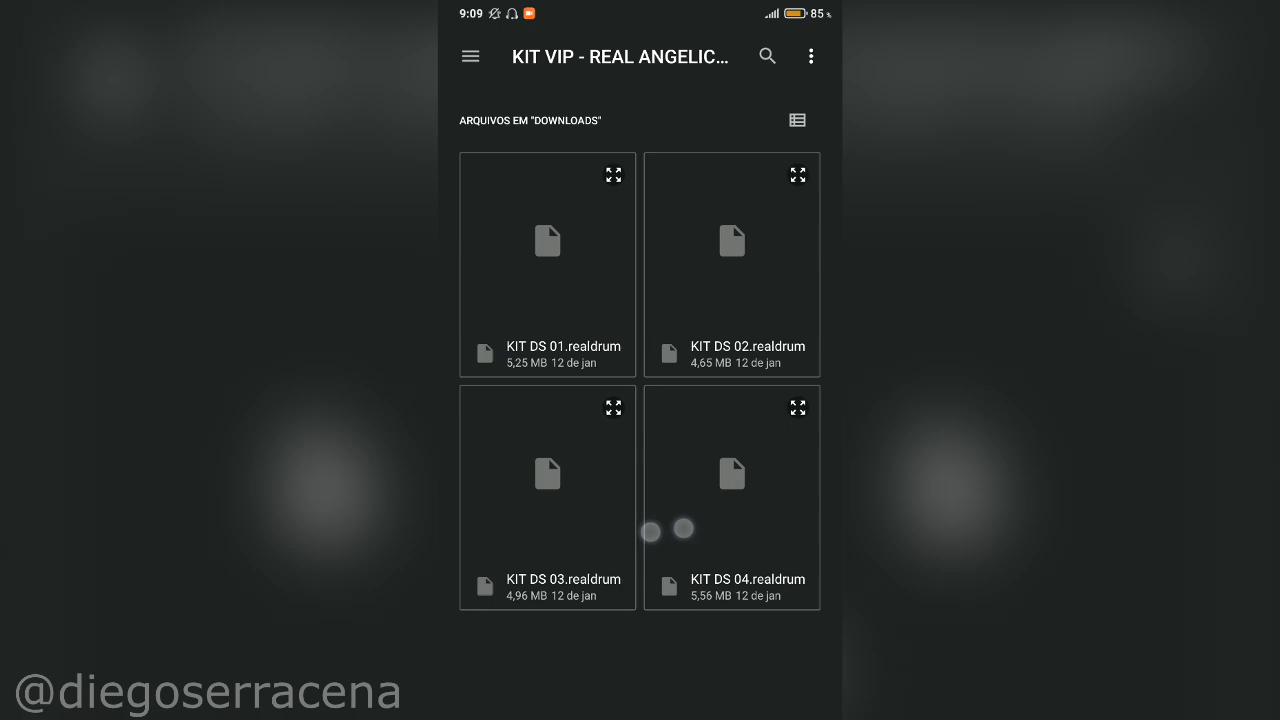 9:09 85 %
KIT VIP - REAL ANGELIC...
ARQUIVOS EM "DOWNLOADS"
KIT DS 01.realdrum
5,25 MB 12 de jan
KIT DS 02.realdrum
4,65 MB 12 de jan
KIT DS 03.realdrum
4,96 MB 12 de jan
KIT DS 04.realdrum
5,56 MB 12 de jan
@diegoserracena